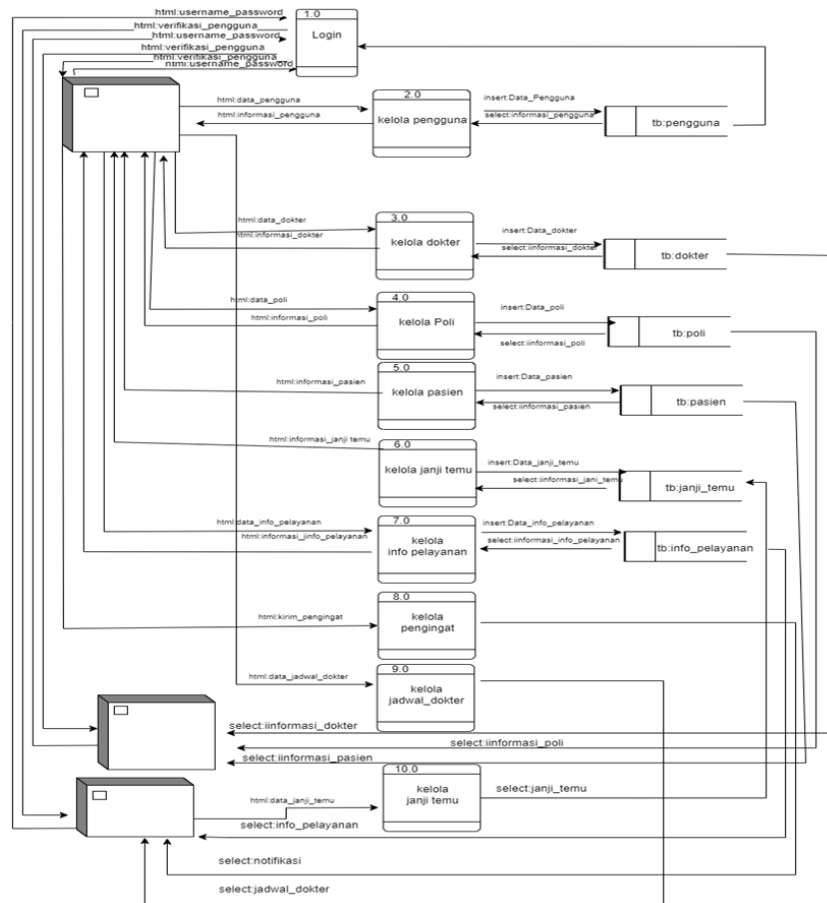 html:username_password
1.0
html:verifikasi_pengguna
html:username_password
Login
html:verifikasi_pengguna
html:verifikasi_pengguna
html:username_password
2.0
html:data_pengguna
insert:Data_Pengguna
html:informasi_pengguna
kelola pengguna
select:informasi_pengguna
tb:pengguna
3.0
html:data_dokter
insert:Data_dokter
html:informasi_dokter
kelola dokter
select:iinformasi_dokter
tb:dokter
4.0
html:data_poli
insert:Data_poli
html:informasi_poli
kelola Poli
select:iinformasi_poli
tb:poli
5.0
html:informasi_pasien
insert:Data_pasien
kelola pasien
select:iinformasi_pasien
tb:pasien
6.0
html:informasi_janji temu
insert:Data_janji_temu
kelola janji temu
select:iinformasi_jani_temu
tb:janji_temu
7.0
html:data_info_pelayanan
insert:Data_info_pelayanan
html:informasi_jinfo_pelayanan
kelola
info pelayanan
select:iinformasi_info_pelayanan
tb:info_pelayanan
8.0
html:kirim_pengingat
kelola
pengingat
9.0
html:data_jadwal_dokter
kelola
jadwal_dokter
select:iinformasi_dokter
select:iinformasi_poli
select:iinformasi_pasien
10.0
html:data_janji_temu
kelola
janji temu
select:janji_temu
select:info_pelayanan
select:notifikasi
select:jadwal_dokter